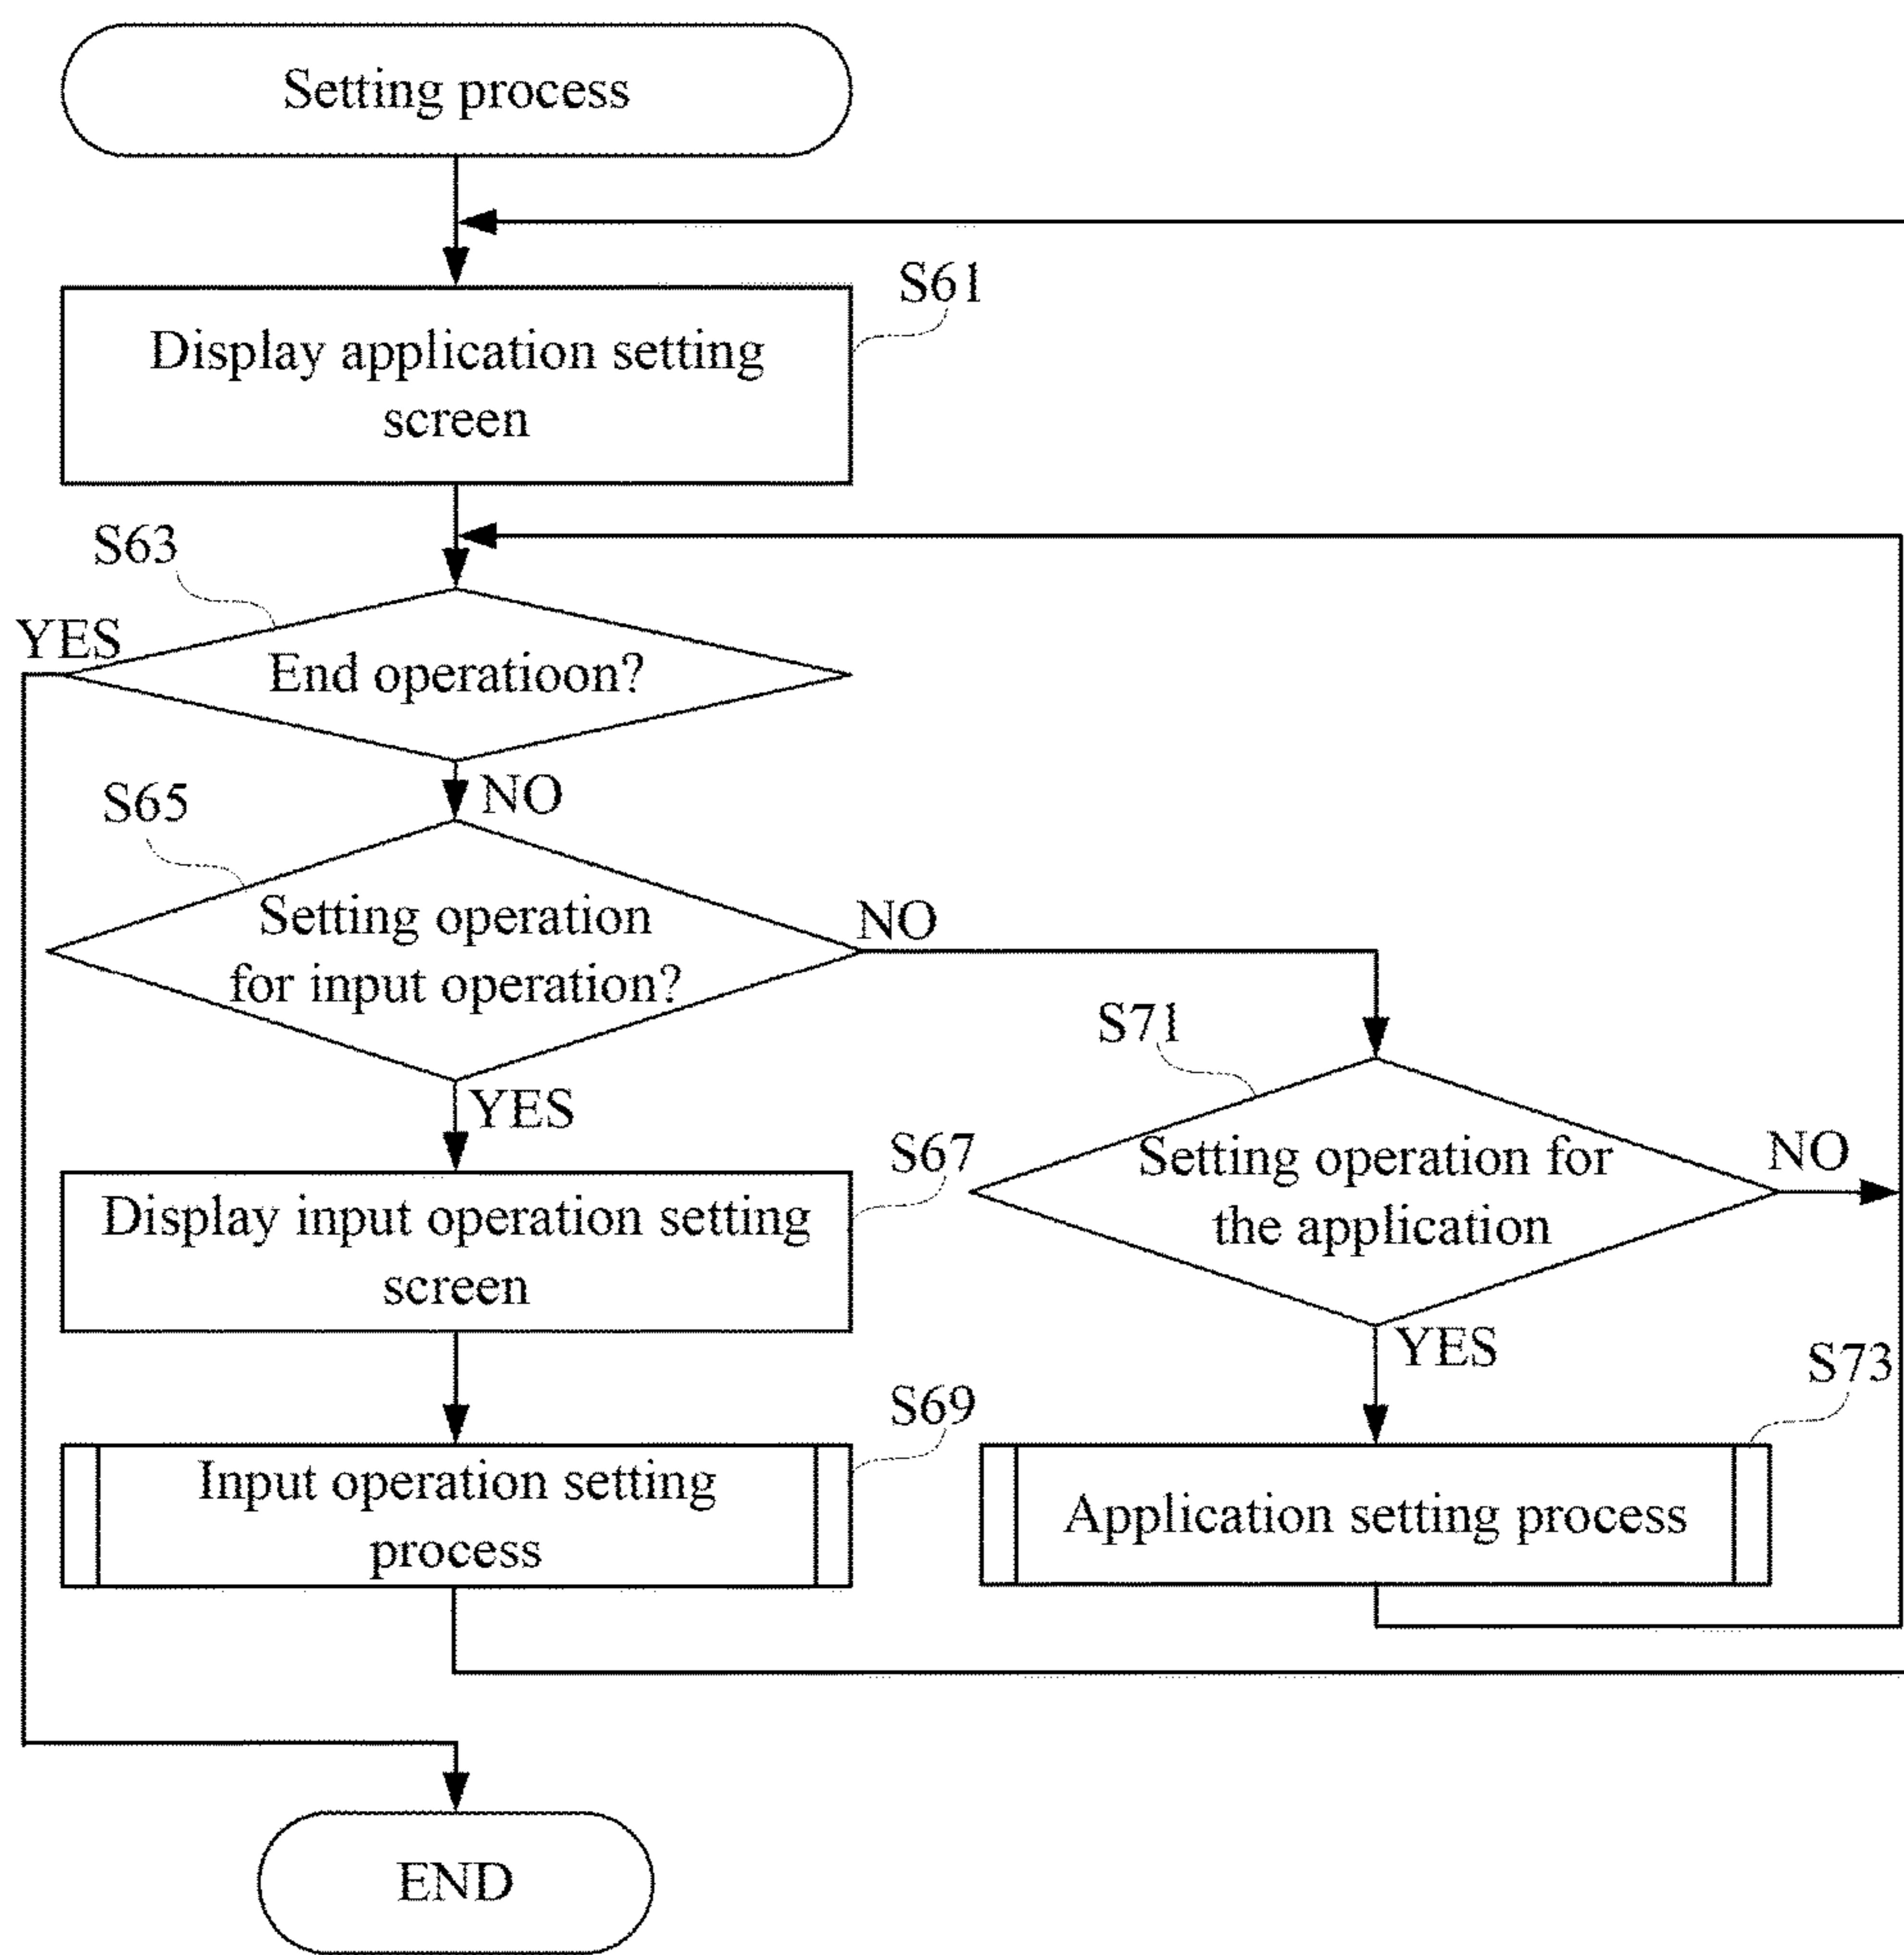 Setting process
S61
Display application setting
screen
S63
YES
End operatioon?
NO
S65
Setting operation
for input operation?
NO
YES
S71
Setting operation for
the application
NO
S67
Display input operation setting
screen
YES
S69
Input operation setting
process
S73
Application setting process
END